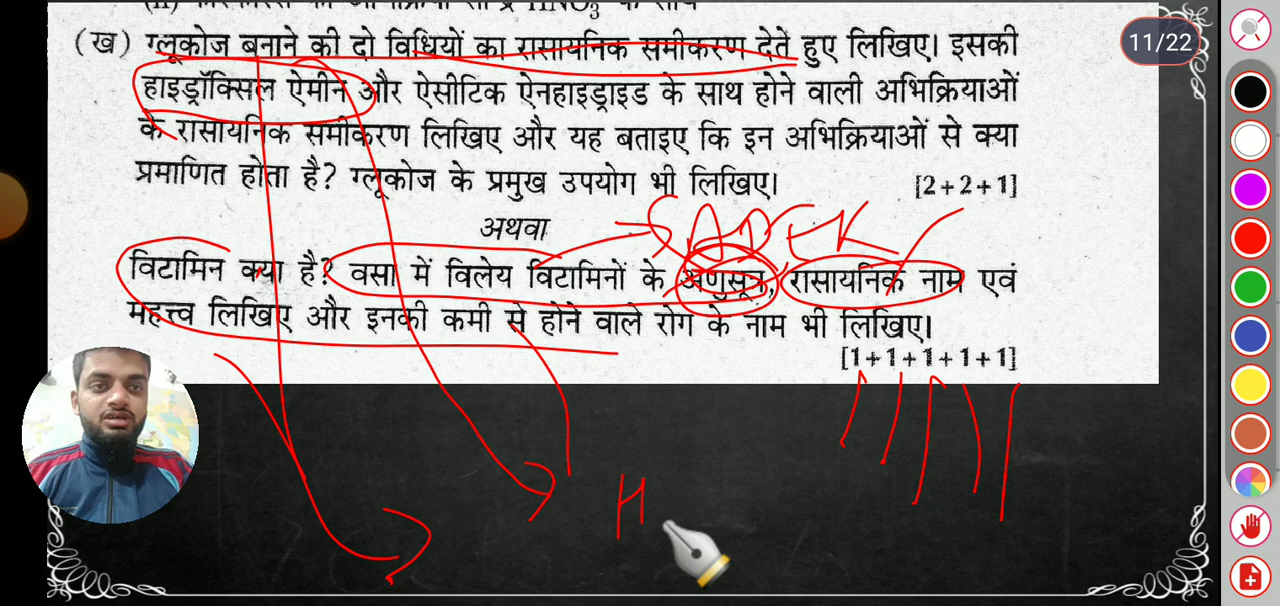 (ख) ग्लूकोज बनाने की दो विधियों का रासायनिक समीकरण देते हुए लिखिए। इसकी
हाइड्रॉक्सिल ऐमीन और ऐसीटिक ऐनहाइड्राइड के साथ होने वाली अभिक्रियाओं
के रासायनिक समीकरण लिखिए और यह बताइए कि इन अभिक्रियाओं से क्या
प्रमाणित होता है? ग्लूकोज के प्रमुख उपयोग भी लिखिए।
[2+2+1]
अथवा
विटामिन क्या है? वसा में विलेय विटामिनों के अणुसूत्र, रासायनिक नाम एवं
महत्त्व लिखिए और इनकी कमी से होने वाले रोग के नाम भी लिखिए।
[1+1+1+1+1]
H
11/22